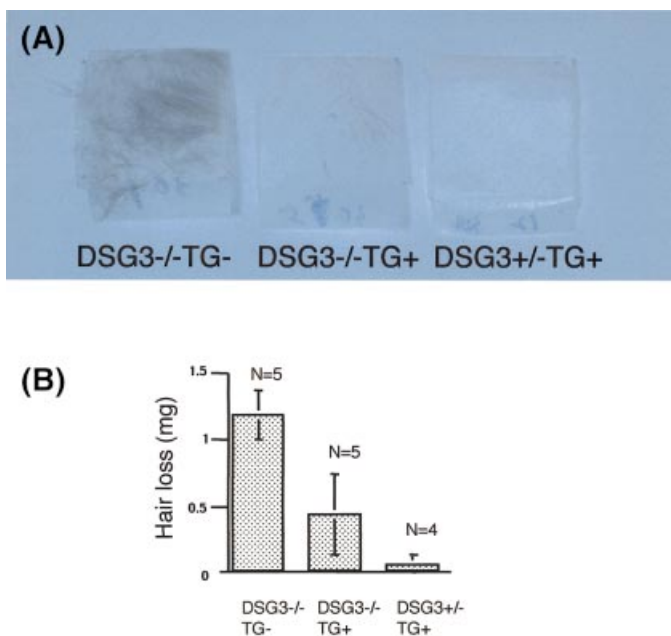 (A)
DSG3-/-TG- DSG3-/-TG+ DSG3+/-TG+
(B)
Hair loss (mg)
1.5
1
0.5
0
N=5
N=5
N=4
DSG3-/- DSG3-/- DSG3+/-
TG- TG+ TG+